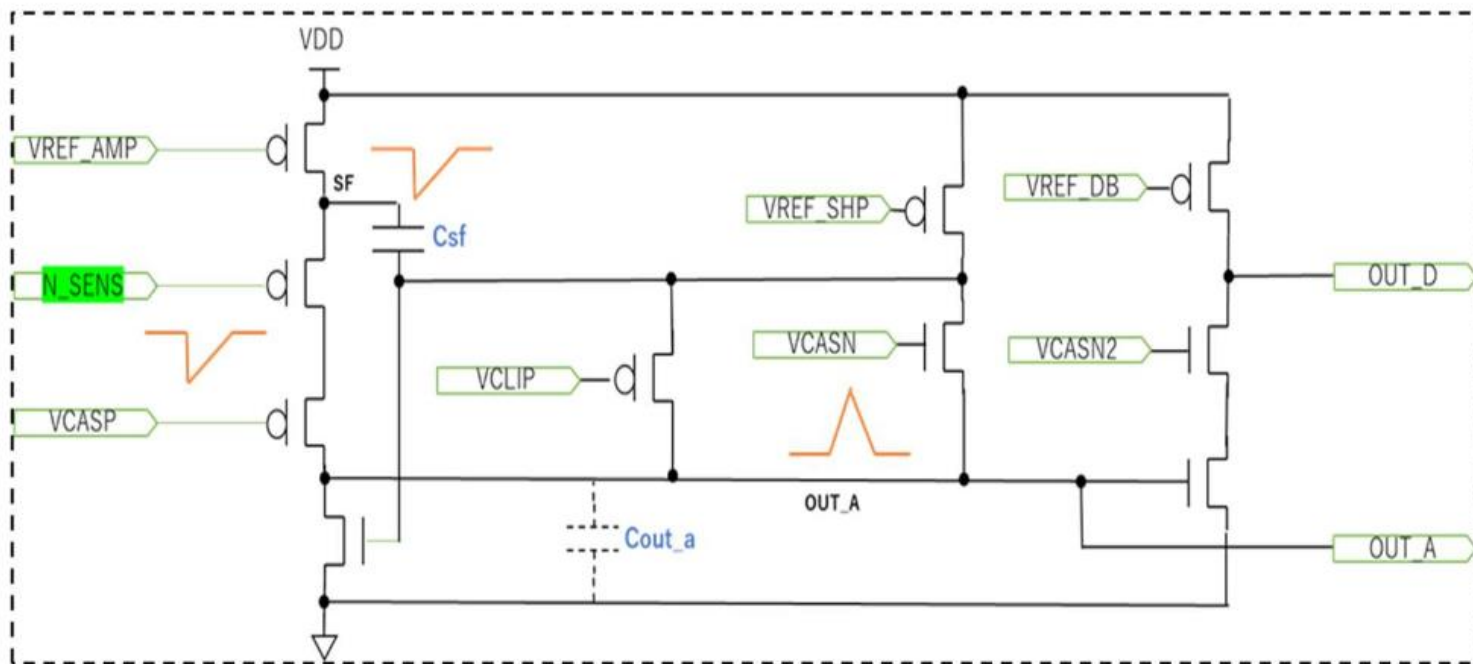 VDD
VREF_AMP
SF
Csf
VREF_SHP
VREF_DB
N_SENS
OUT_D
VCLIP
VCASN
VCASN2
VCASP
OUT_A
Cout_a
OUT_A